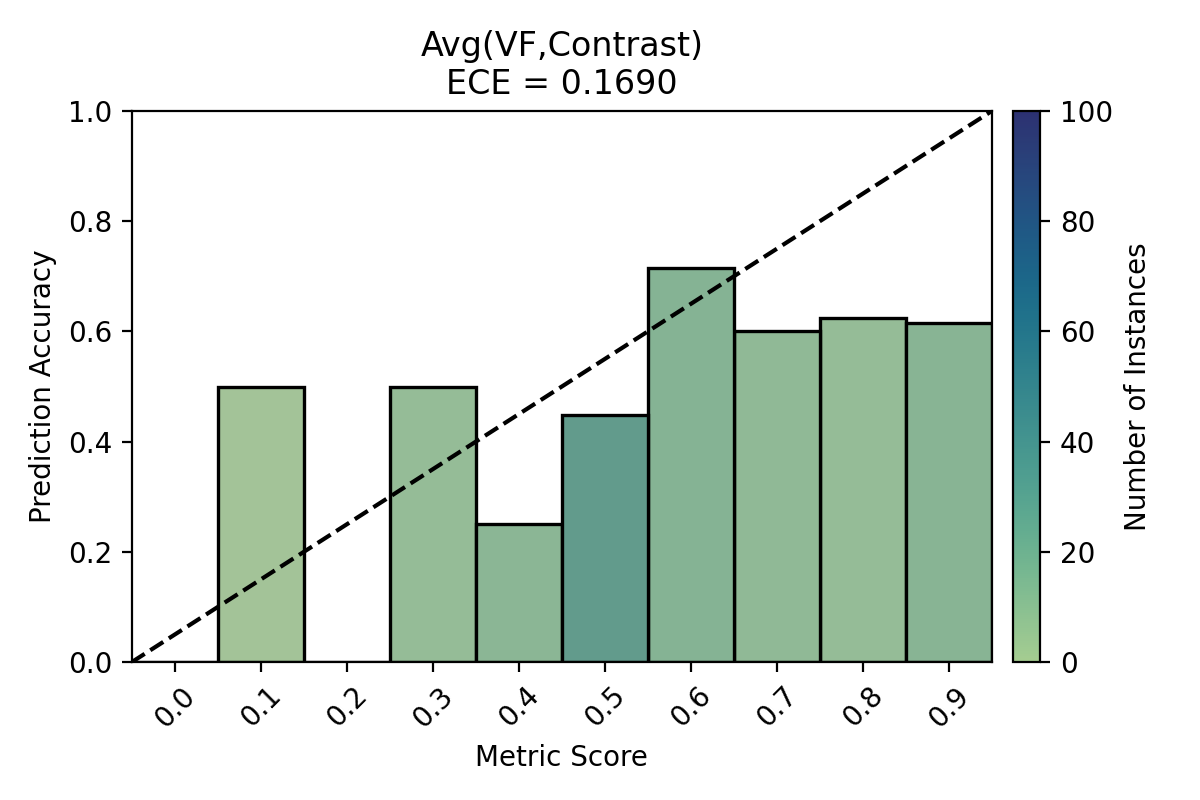 Avg(VF,Contrast)
ECE = 0.1690
Prediction Accuracy
1.0
0.8
0.6
0.4
0.2
0.0
0.0 0.1 0.2 0.3 0.4 0.5 0.6 0.7 0.8 0.9
Metric Score
100
80
60
40
20
0
Number of Instances